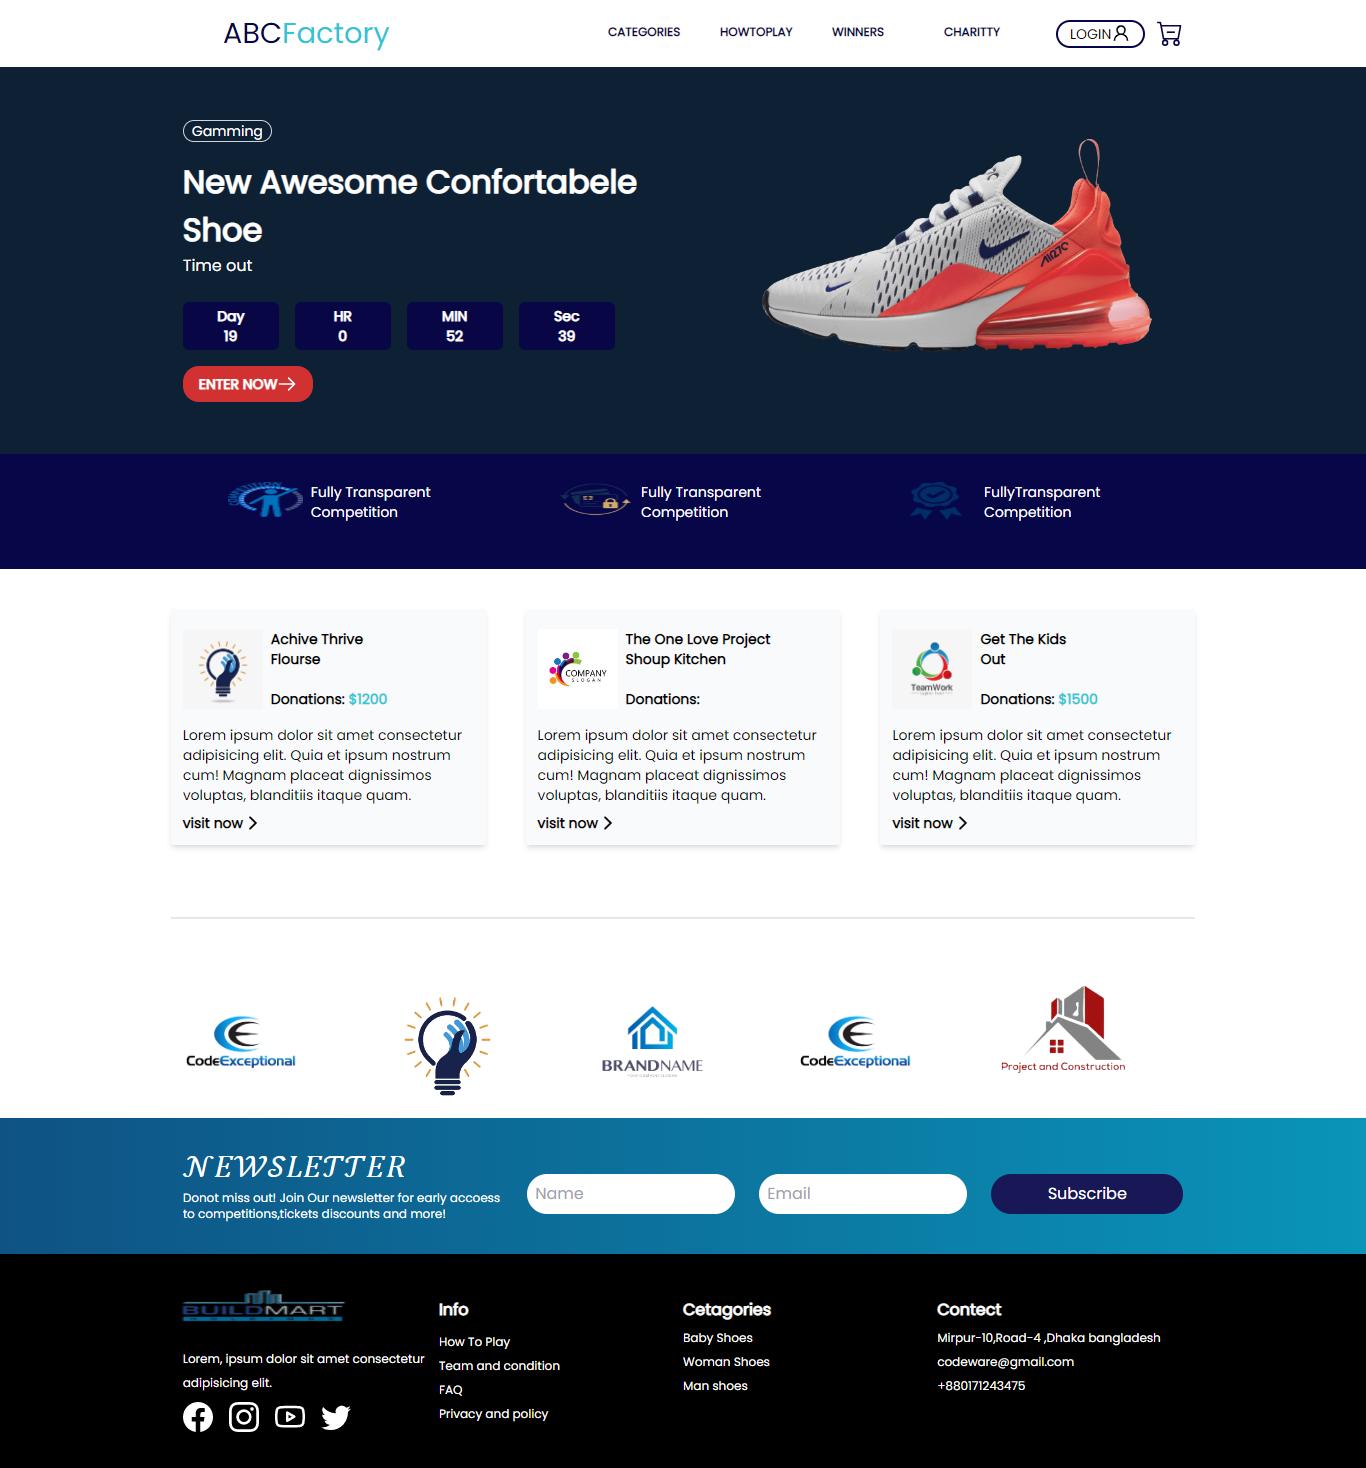 ABCFactory
CATEGORIES
HOWTOPLAY
WINNERS
CHARITTY
LOGIN
Gamming
New Awesome Confortabele
Shoe
Time out
Day
19
HR
0
MIN
52
Sec
39
ENTER NOW
AIR270
Fully Transparent
Competition
Fully Transparent
Competition
FullyTransparent
Competition
Achive Thrive
Flourse
Donations: $1200
Lorem ipsum dolor sit amet consectetur
adipisicing elit. Quia et ipsum nostrum
cum! Magnam placeat dignissimos
voluptas, blanditiis itaque quam.
visit now
COMPANY
SLOGAN
The One Love Project
Shoup Kitchen
Donations:
Lorem ipsum dolor sit amet consectetur
adipisicing elit. Quia et ipsum nostrum
cum! Magnam placeat dignissimos
voluptas, blanditiis itaque quam.
visit now
TeamWork
Get The Kids
Out
Donations: $1500
Lorem ipsum dolor sit amet consectetur
adipisicing elit. Quia et ipsum nostrum
cum! Magnam placeat dignissimos
voluptas, blanditiis itaque quam.
visit now
CodeExceptional
BRANDNAME
CodeExceptional
Project and Construction
NEWSLETTER
Donot miss out! Join Our newsletter for early accoess
to competitions,tickets discounts and more!
Name
Email
Subscribe
BUILDMART
Lorem, ipsum dolor sit amet consectetur
adipisicing elit.
Info
How To Play
Team and condition
FAQ
Privacy and policy
Cetagories
Baby Shoes
Woman Shoes
Man shoes
Contect
Mirpur-10,Road-4 ,Dhaka bangladesh
codeware@gmail.com
+880171243475